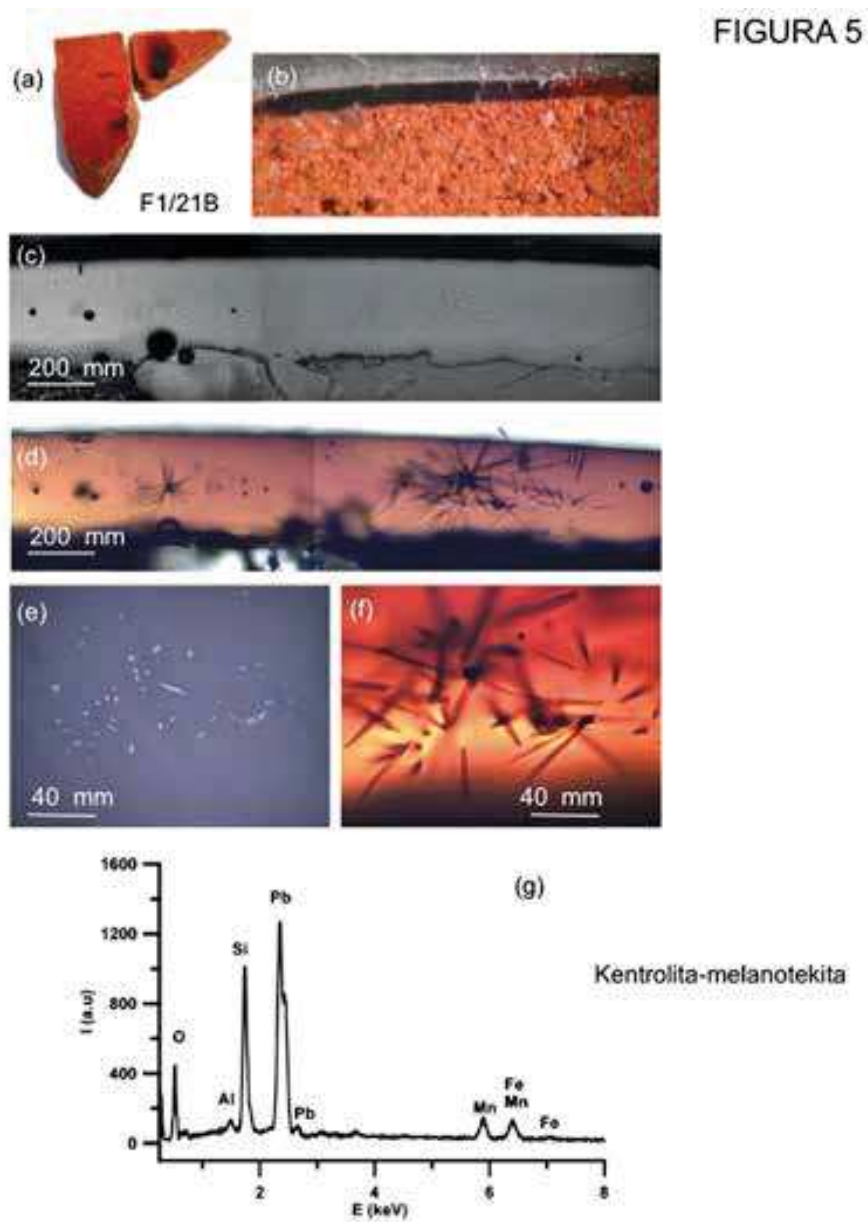 FIGURA 5
(a)
(b)
F1/21B
(c)
200 mm
(d)
200 mm
(e)
(f)
40 mm
40 mm
(g)
1600
1200
800
400
0
I (a.u)
O
Al
Si
Pb
Pb
Mn
Fe
Mn
Fe
2
4
6
8
E (keV)
Kentrolita-melanotekita